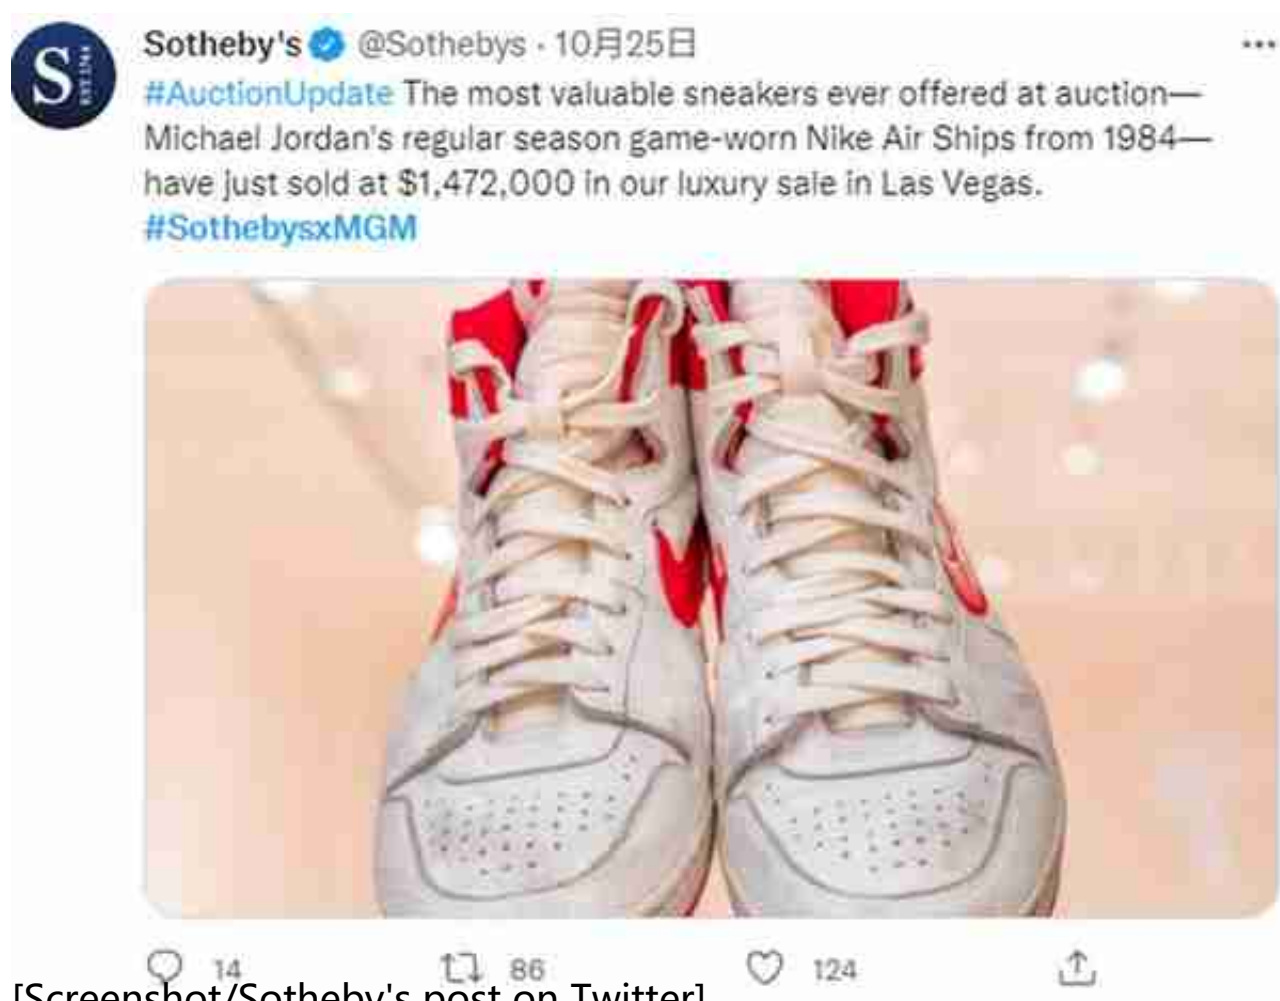 Sotheby's @Sothebys · 10月25日
#AuctionUpdate The most valuable sneakers ever offered at auction—
Michael Jordan's regular season game-worn Nike Air Ships from 1984—
have just sold at $1,472,000 in our luxury sale in Las Vegas.
#SothebysxMGM
14 86 124
[Screenshot/Sotheby's post on Twitter]